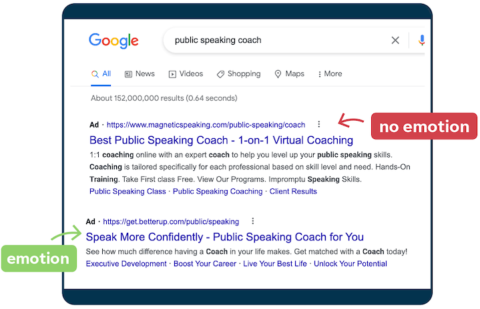 Google
public speaking coach
All News Videos Shopping Maps More
About 152,000,000 results (0.64 seconds)
Ad · https://www.magneticspeaking.com/public-speaking/coach
no emotion
Best Public Speaking Coach - 1-on-1 Virtual Coaching
1:1 coaching online with an expert coach to help you level up your public speaking skills.
Coaching is tailored specifically for each professional based on skill level and need. Hands-On
Training. Take First class Free. View Our Programs. Impromptu Speaking Skills.
Public Speaking Class · Public Speaking Coaching · Client Results
Ad · https://get.betterup.com/public/speaking
Speak More Confidently - Public Speaking Coach for You
emotion
See how much difference having a Coach in your life makes. Get matched with a Coach today!
Executive Development · Boost Your Career · Live Your Best Life · Unlock Your Potential